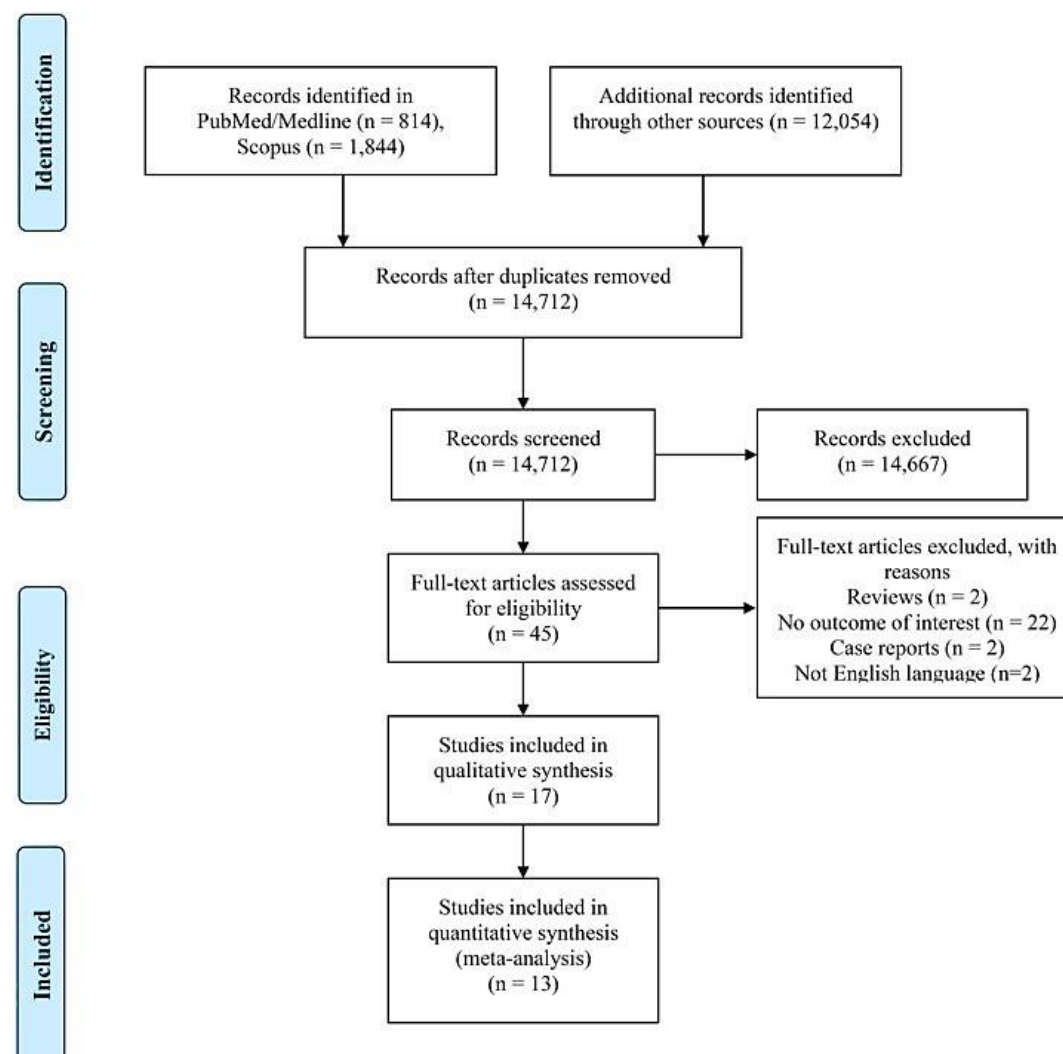 Identification
Records identified in
PubMed/Medline (n = 814),
Scopus (n = 1,844)
Additional records identified
through other sources (n = 12,054)
Records after duplicates removed
(n = 14,712)
Screening
Records screened
(n = 14,712)
Records excluded
(n = 14,667)
Full-text articles assessed
for eligibility
(n = 45)
Full-text articles excluded, with
reasons
Reviews (n = 2)
No outcome of interest (n = 22)
Case reports (n = 2)
Not English language (n=2)
Eligibility
Studies included in
qualitative synthesis
(n = 17)
Included
Studies included in
quantitative synthesis
(meta-analysis)
(n = 13)